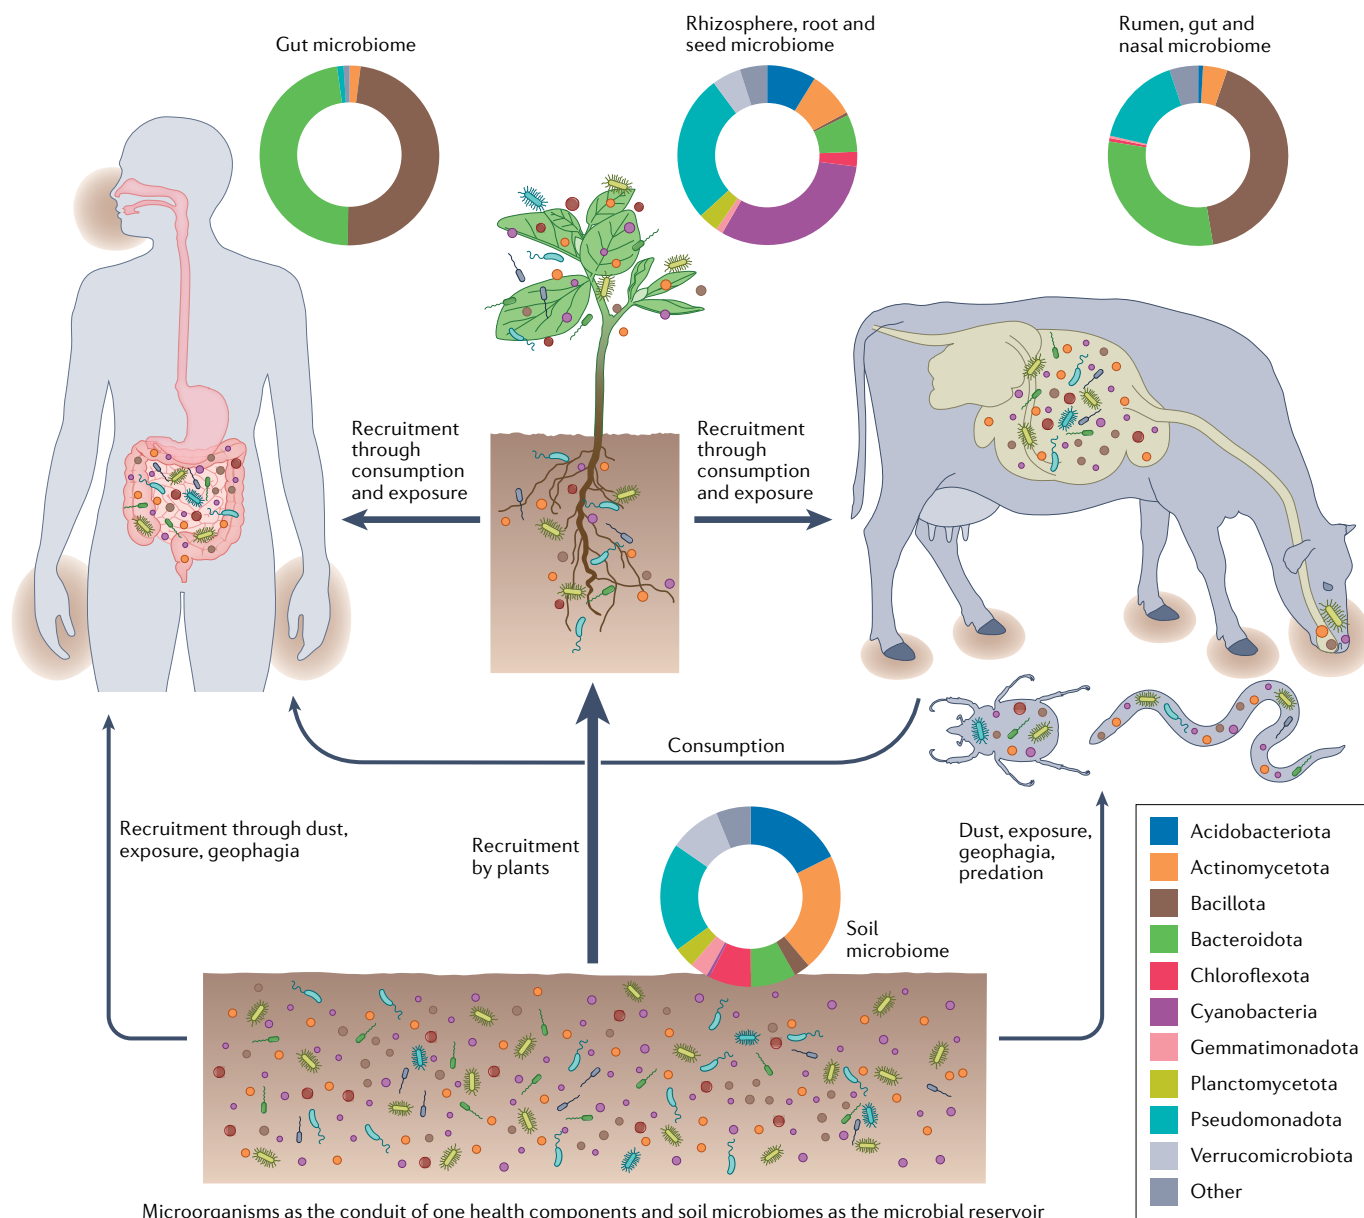 Gut microbiome
Rhizosphere, root and
seed microbiome
Rumen, gut and
nasal microbiome
Recruitment
through
consumption
and exposure
Recruitment
through
consumption
and exposure
Consumption
Recruitment through dust,
exposure, geophagia
Recruitment
by plants
Dust, exposure,
geophagia,
predation
Soil
microbiome
Acidobacteriota
Actinomycetota
Bacillota
Bacteroidota
Chloroflexota
Cyanobacteria
Gemmatimonadota
Planctomycetota
Pseudomonadota
Verrucomicrobiota
Other
Microorganisms as the conduit of one health components and soil microbiomes as the microbial reservoir